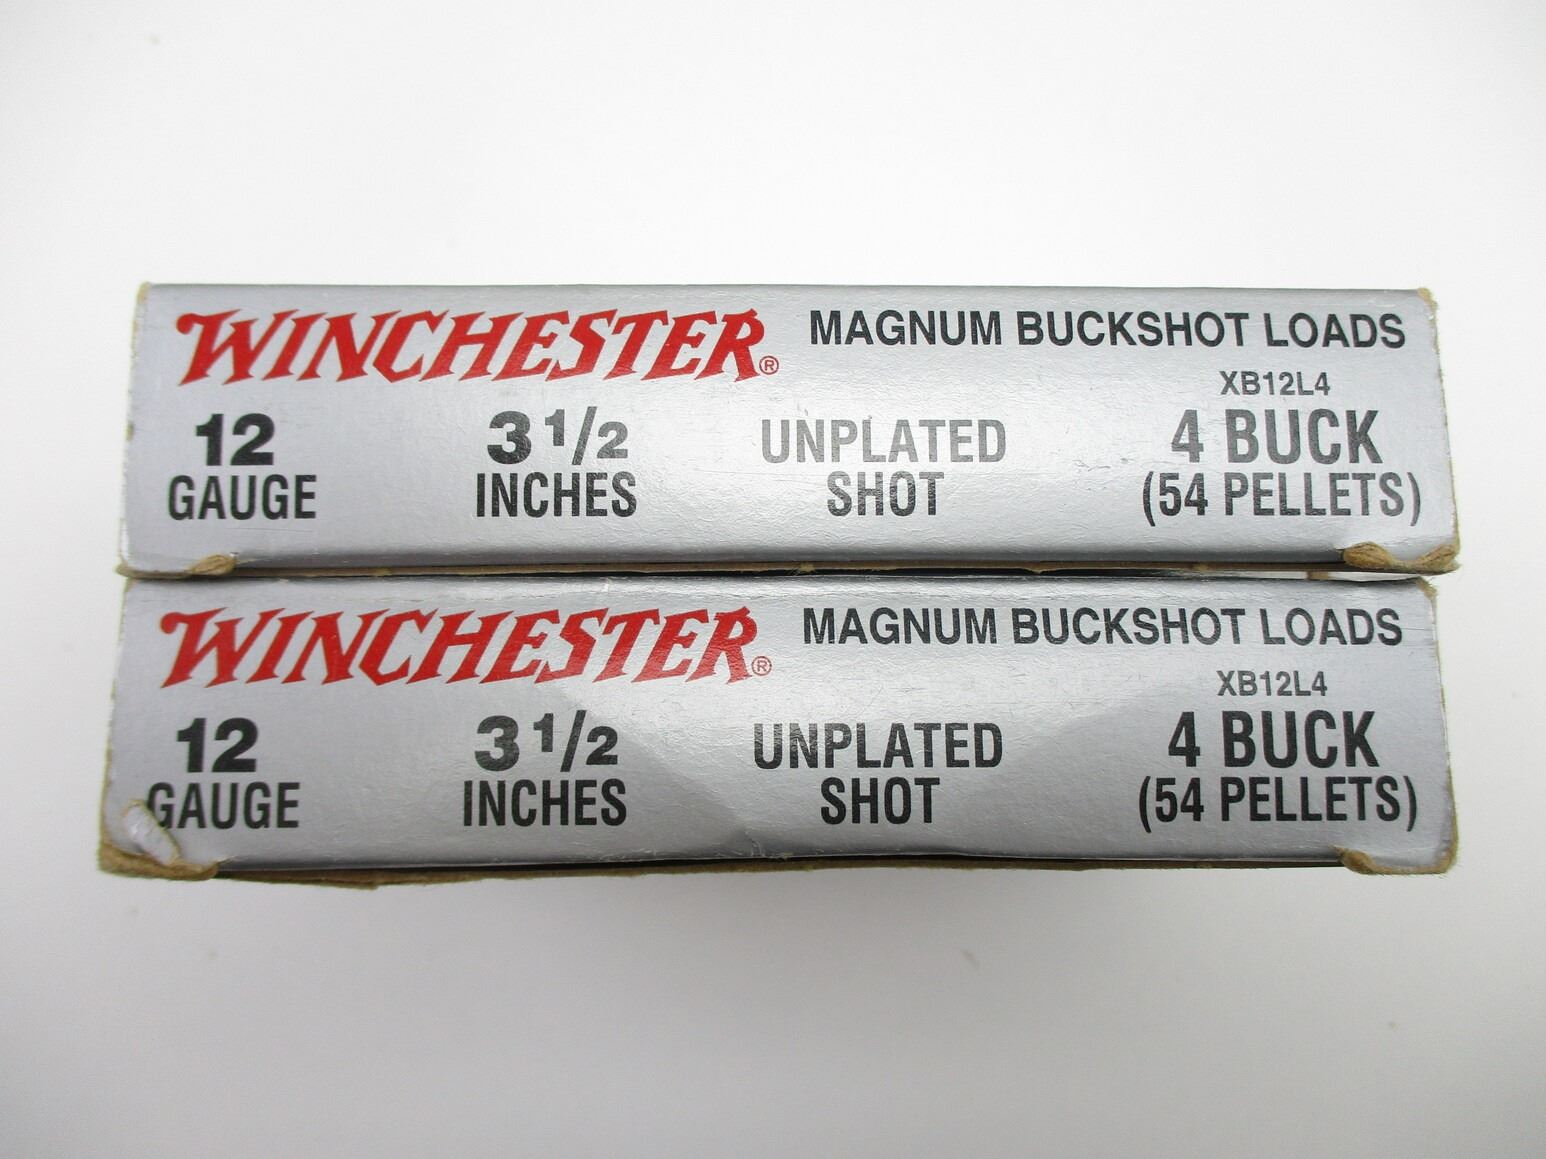 WINCHESTER® MAGNUM BUCKSHOT LOADS
XB12L4
12 3 1/2 UNPLATED 4 BUCK
GAUGE INCHES SHOT (54 PELLETS)
WINCHESTER® MAGNUM BUCKSHOT LOADS
XB12L4
12 3 1/2 UNPLATED 4 BUCK
GAUGE INCHES SHOT (54 PELLETS)